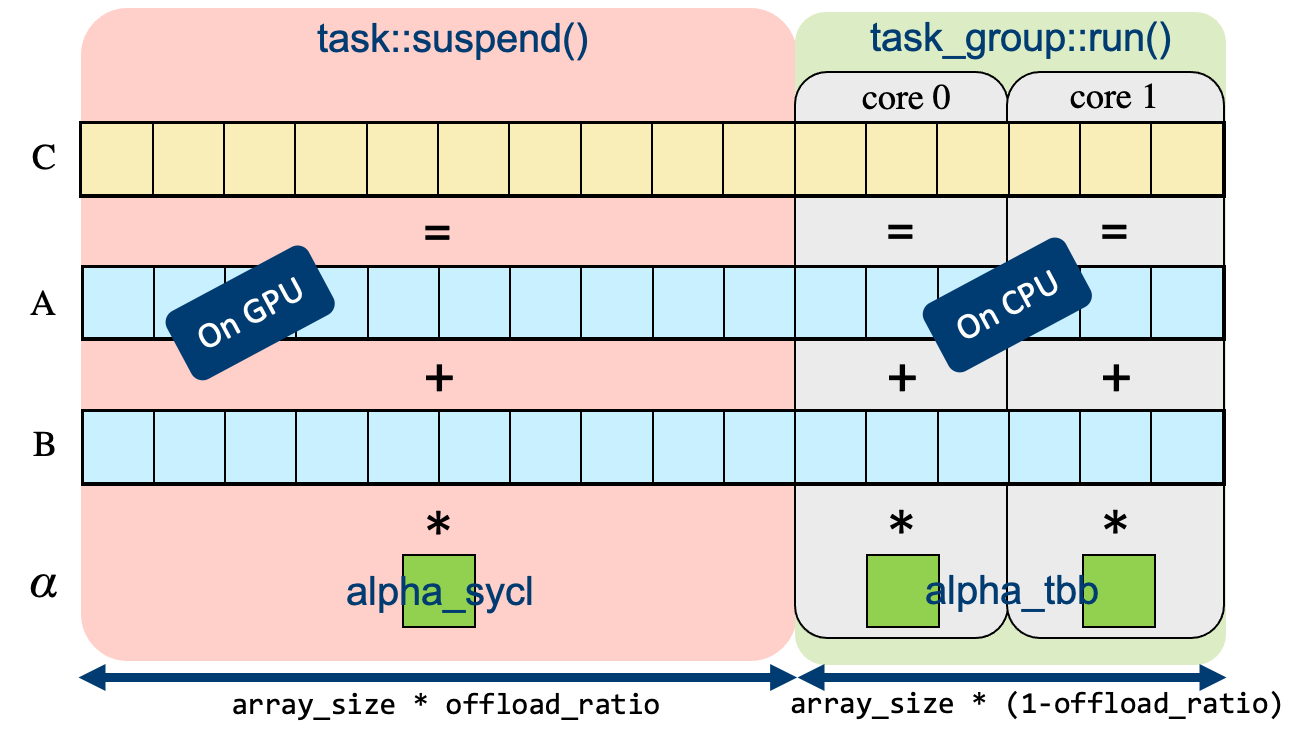 task::suspend()
task_group::run()
core 0
core 1
C
=
=
=
A
On GPU
On CPU
+
+
+
B
*
*
*
α
alpha_sycl
alpha_tbb
array_size * offload_ratio
array_size * (1-offload_ratio)